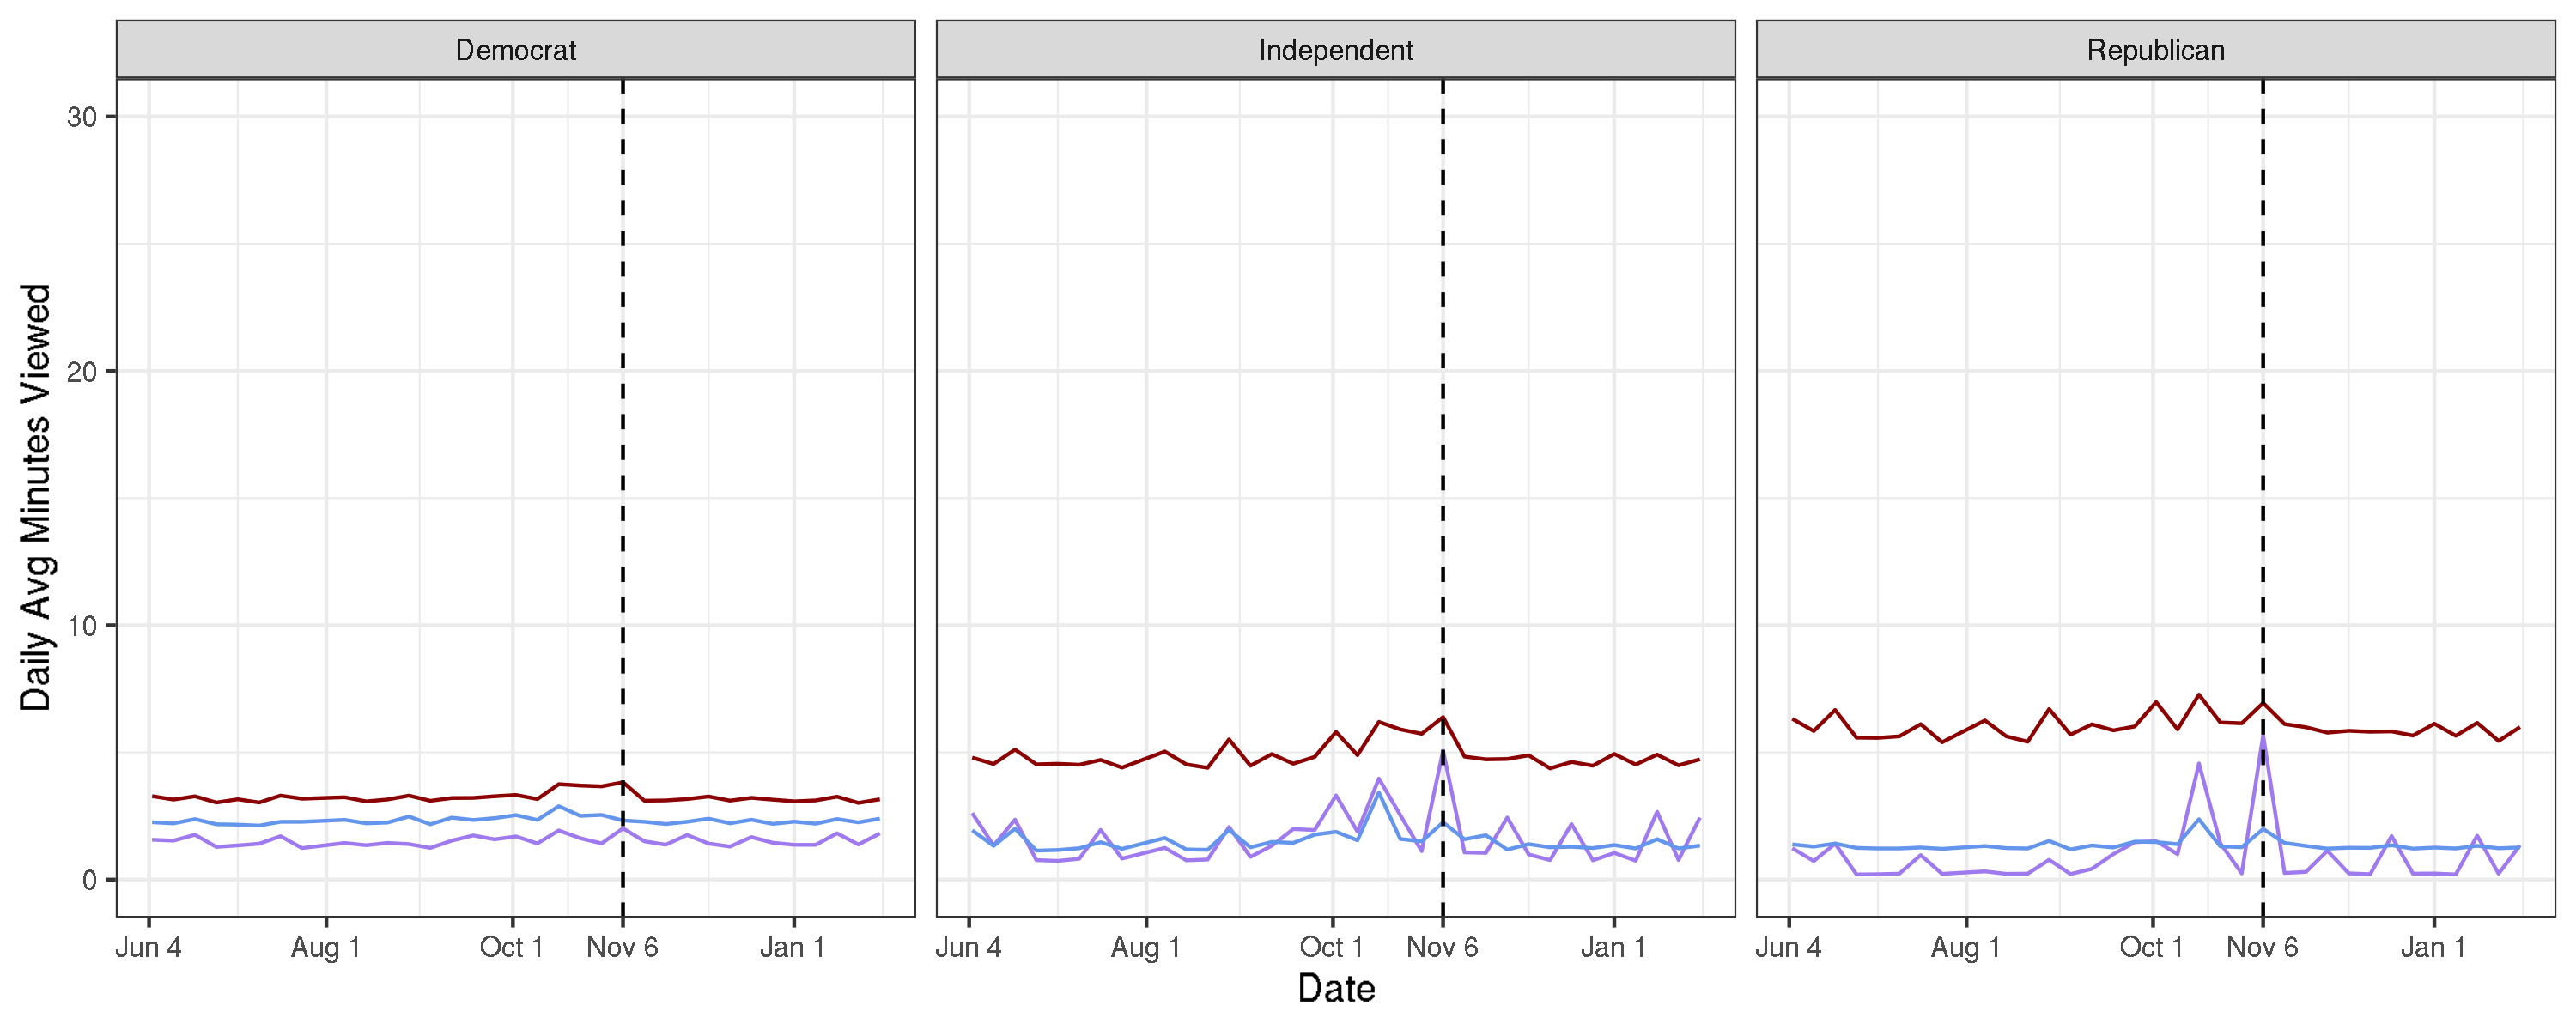 Democrat
Independent
Republican
Daily Avg Minutes Viewed
30
20
10
0
Jun 4 Aug 1 Oct 1 Nov 6 Jan 1
Jun 4 Aug 1 Oct 1 Nov 6 Jan 1
Jun 4 Aug 1 Oct 1 Nov 6 Jan 1
Date